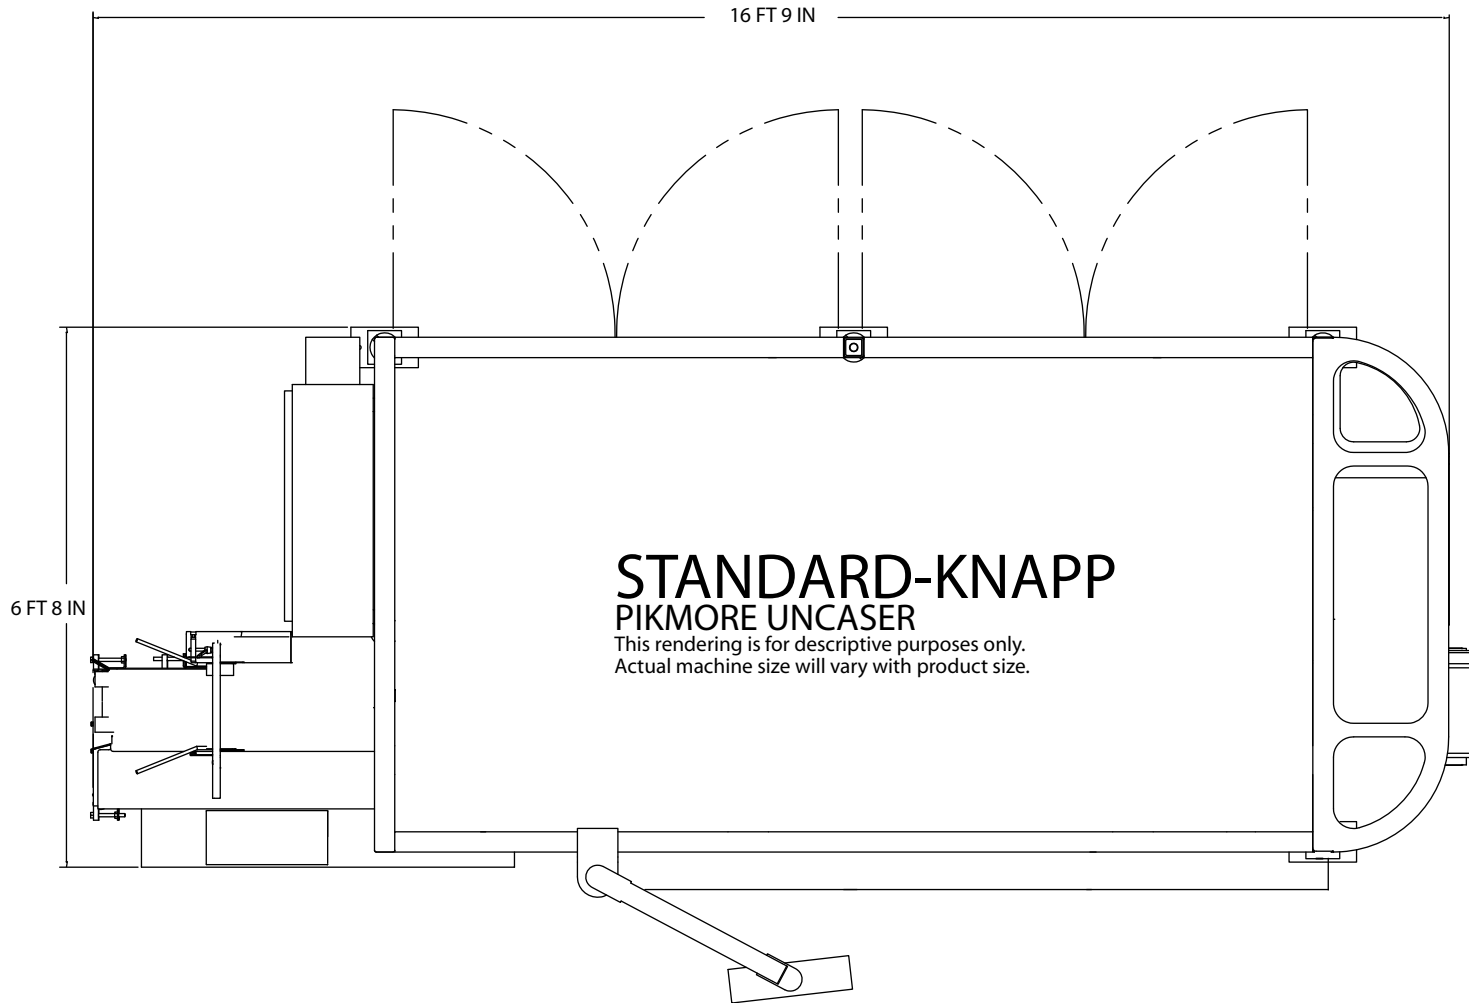 16 FT 9 IN
6 FT 8 IN
STANDARD-KNAPP
PIKMORE UNCASER
This rendering is for descriptive purposes only.
Actual machine size will vary with product size.